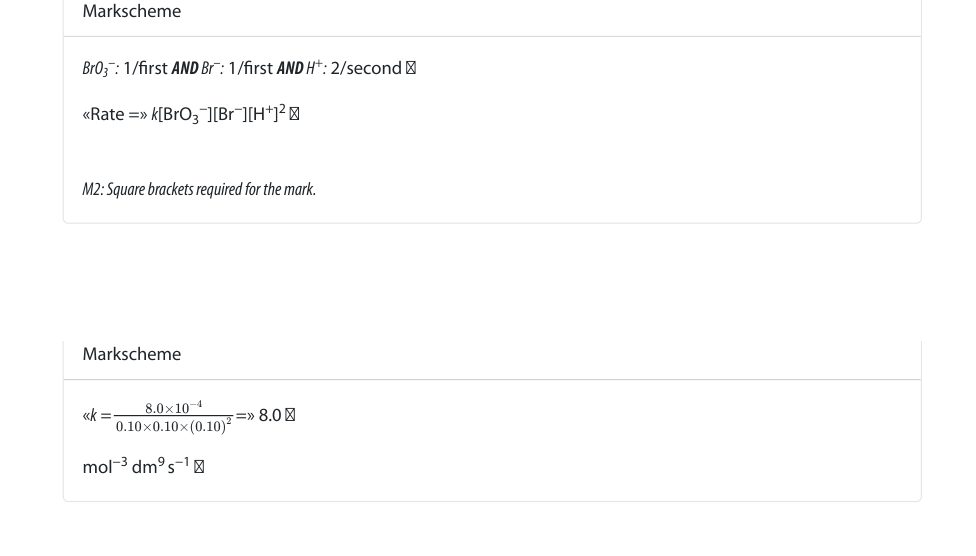 Markscheme
BrO₃⁻: 1/first AND Br⁻: 1/first AND H⁺: 2/second
«Rate =» k[BrO₃⁻][Br⁻][H⁺]²
M2: Square brackets required for the mark.
Markscheme
«k = 8.0×10⁻⁴ / 0.10×0.10×(0.10)² =» 8.0
mol⁻³ dm⁹ s⁻¹